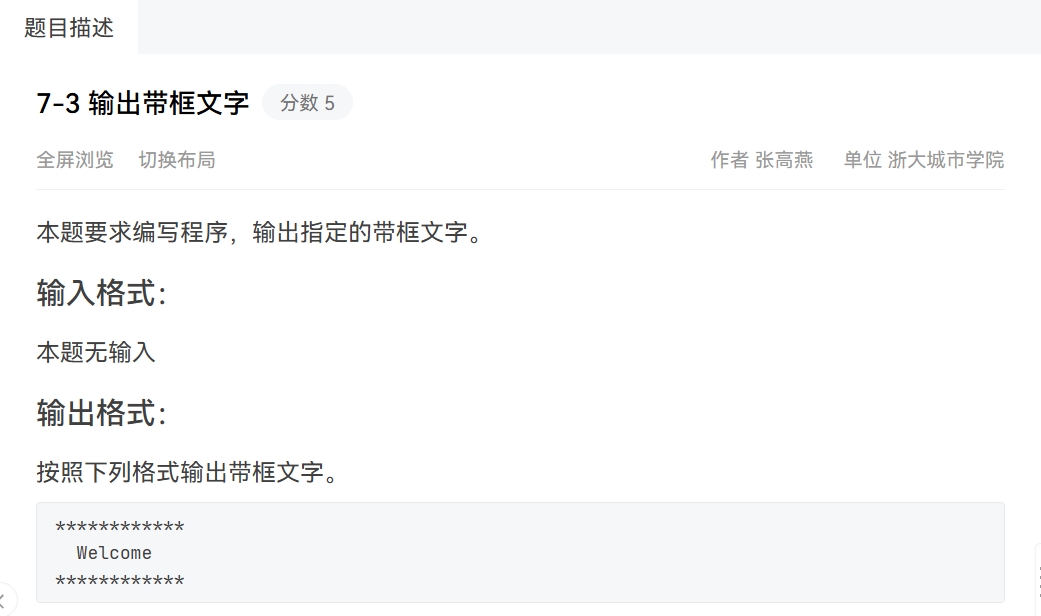 题目描述
7-3 输出带框文字 分数 5
全屏浏览 切换布局 作者 张高燕 单位 浙大城市学院
本题要求编写程序，输出指定的带框文字。
输入格式：
本题无输入
输出格式：
按照下列格式输出带框文字。
************
  Welcome
************